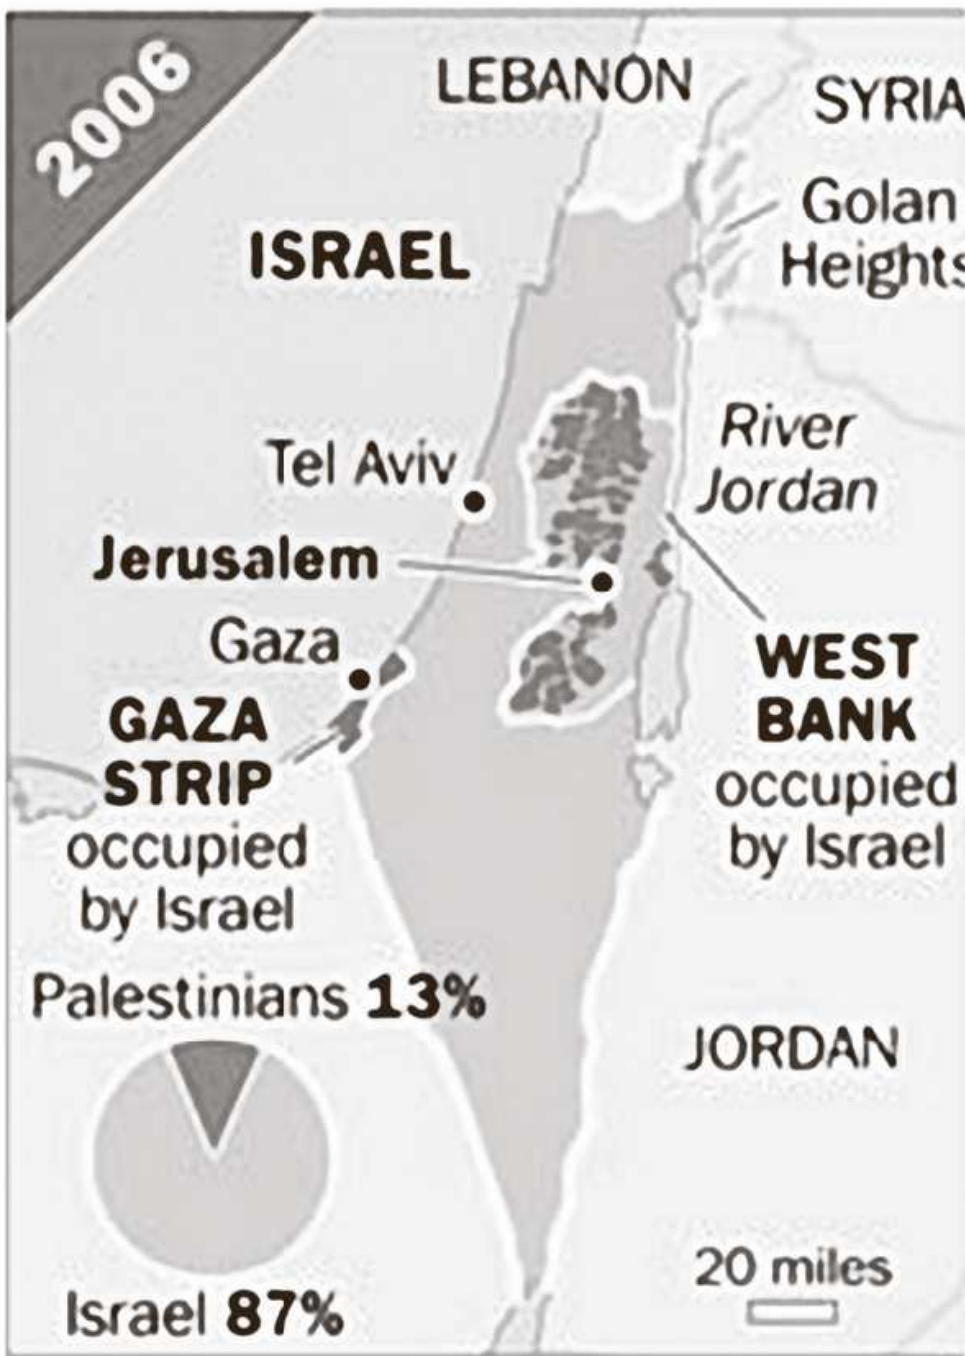 2006
LEBANON
SYRIA
Golan
Heights
ISRAEL
River
Jordan
Tel Aviv
Jerusalem
Gaza
GAZA
STRIP
occupied
by Israel
WEST
BANK
occupied
by Israel
Palestinians 13%
JORDAN
20 miles
Israel 87%